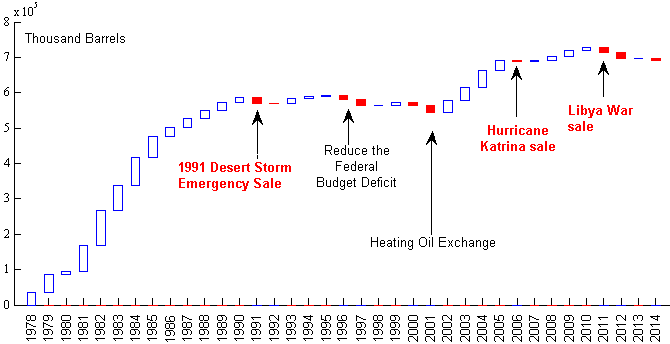 x 10⁵
8
Thousand Barrels
7
6
5
4
3
2
1
0
1991 Desert Storm
Emergency Sale
Reduce the
Federal
Budget Deficit
Heating Oil Exchange
Hurricane
Katrina sale
Libya War
sale
1978 1979 1980 1981 1982 1983 1984 1985 1986 1987 1988 1989 1990 1991 1992 1993 1994 1995 1996 1997 1998 1999 2000 2001 2002 2003 2004 2005 2006 2007 2008 2009 2010 2011 2012 2013 2014